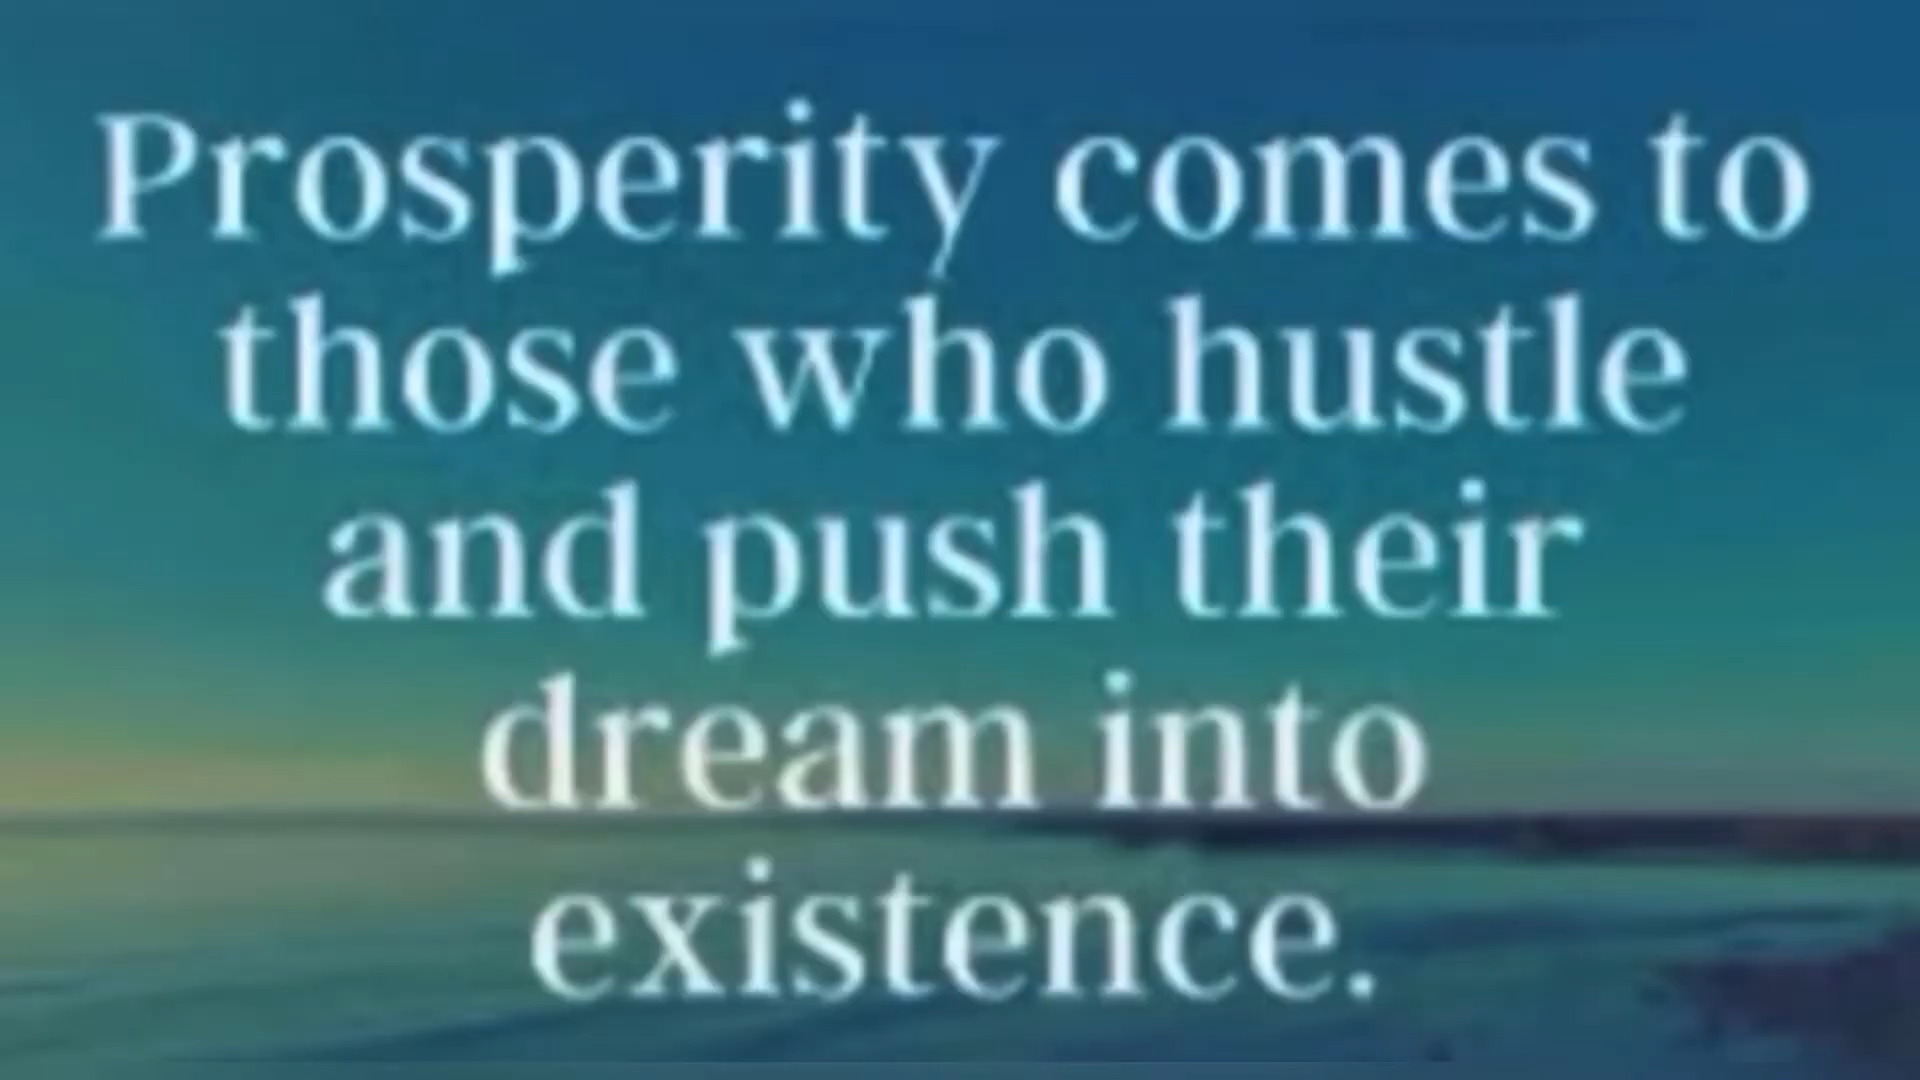 Prosperity comes to
those who hustle
and push their
dream into
existence.